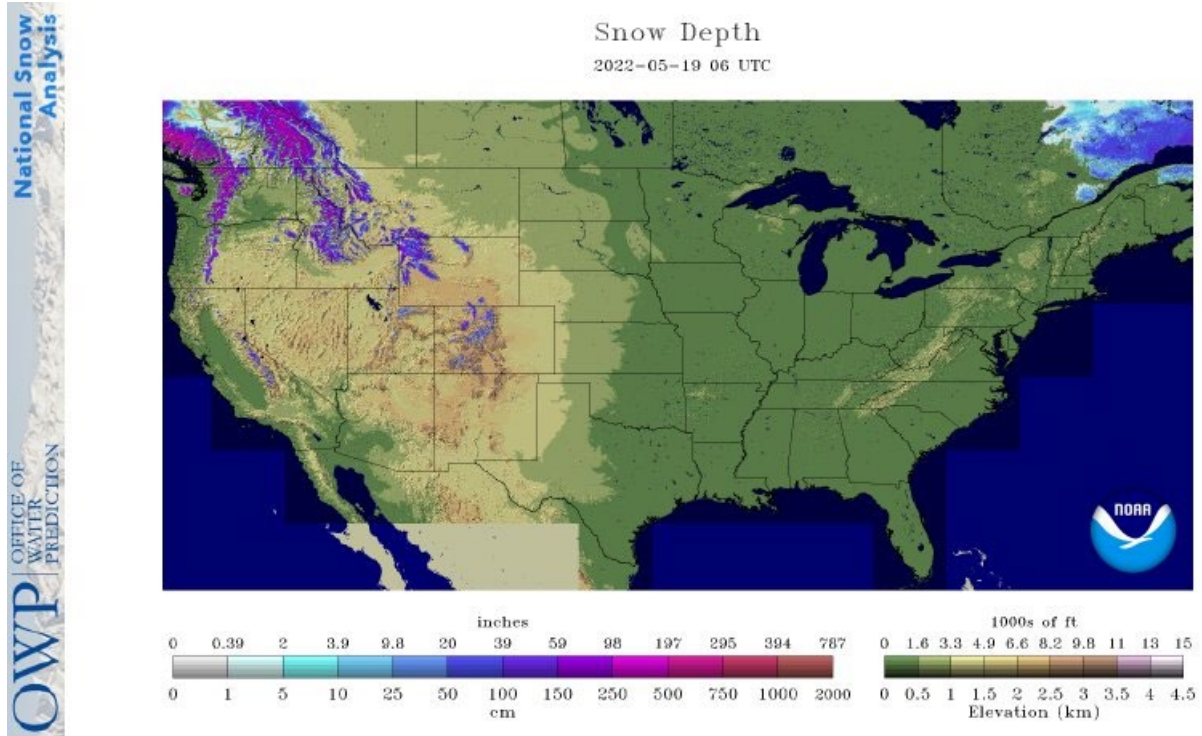 National Snow
Analysis
OWP
OFFICE OF
WATER
PREDICTION
Snow Depth
2022-05-19 06 UTC
NOAA
inches
0 0.39 2 3.9 9.8 20 39 59 98 197 295 394 787
0 1 5 10 25 50 100 150 250 500 750 1000 2000
cm
1000s of ft
0 1.6 3.3 4.9 6.6 8.2 9.8 11 13 15
0 0.5 1 1.5 2 2.5 3 3.5 4 4.5
Elevation (km)